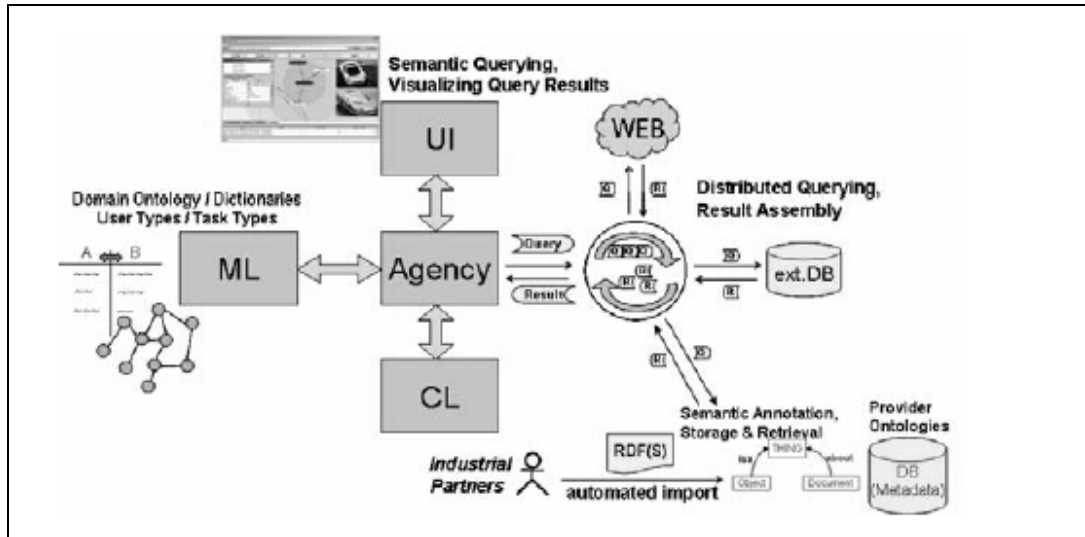 Semantic Querying,
Visualizing Query Results
UI
WEB
Q
R
Domain Ontology / Dictionaries
User Types / Task Types
A B
Distributed Querying,
Result Assembly
ML
Agency
Query
Result
R
R
R
Q
R
ext.DB
CL
R
Q
Semantic Annotation,
Storage & Retrieval
Provider
Ontologies
THING
isa
about
Object
Document
DB
(Metadata)
RDF(S)
Industrial
Partners
automated import